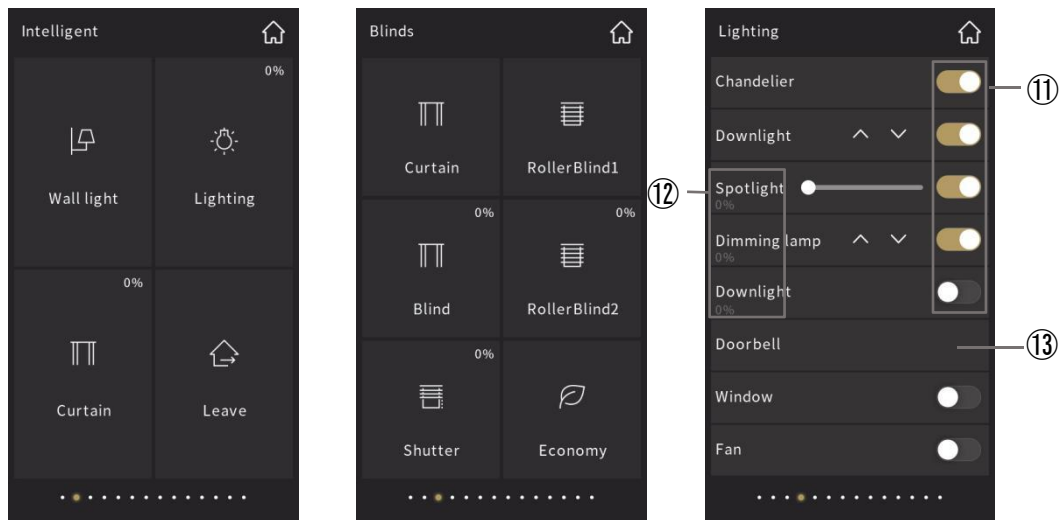 Intelligent
0%
Wall light
Lighting
0%
Curtain
Leave
Blinds
Curtain
RollerBlind1
0%
0%
Blind
RollerBlind2
0%
Shutter
Economy
Lighting
Chandelier
⑪
Downlight
⑫
Spotlight
0%
Dimming lamp
0%
Downlight
0%
Doorbell
⑬
Window
Fan